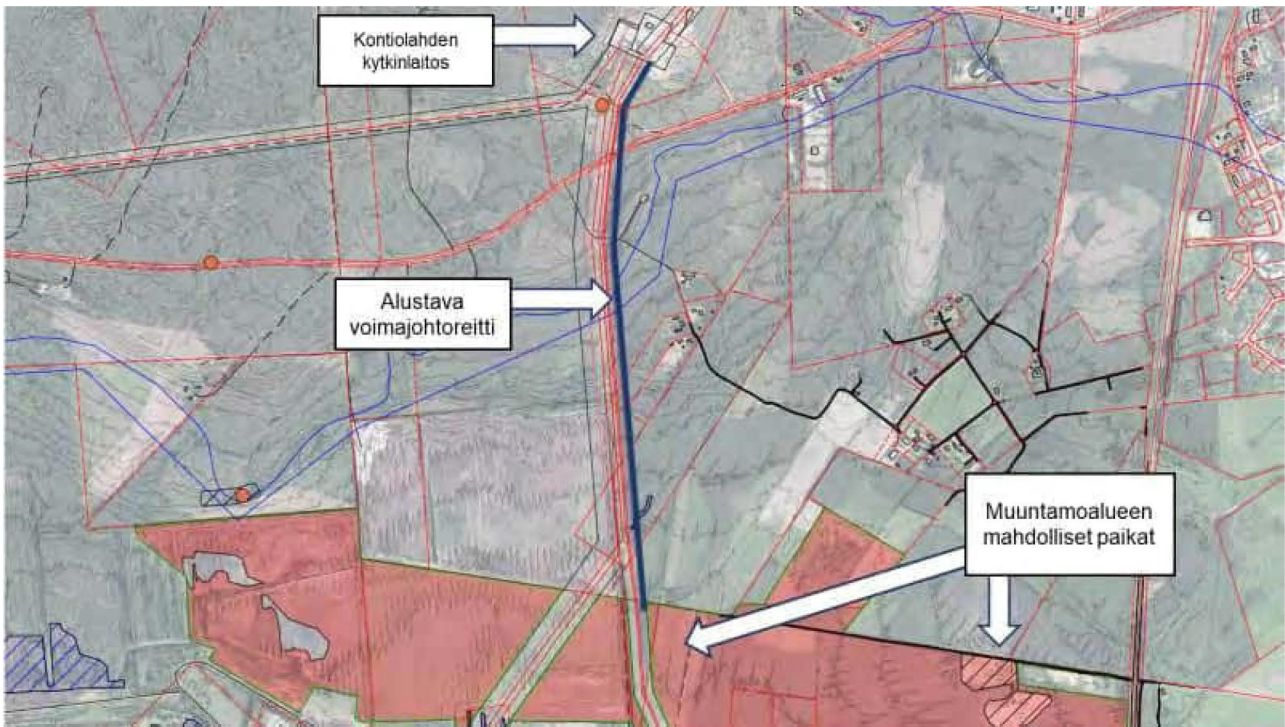 Kontiolahden
kytkinlaitos
Alustava
voimajohtoreitti
Muuntamoalueen
mahdolliset paikat